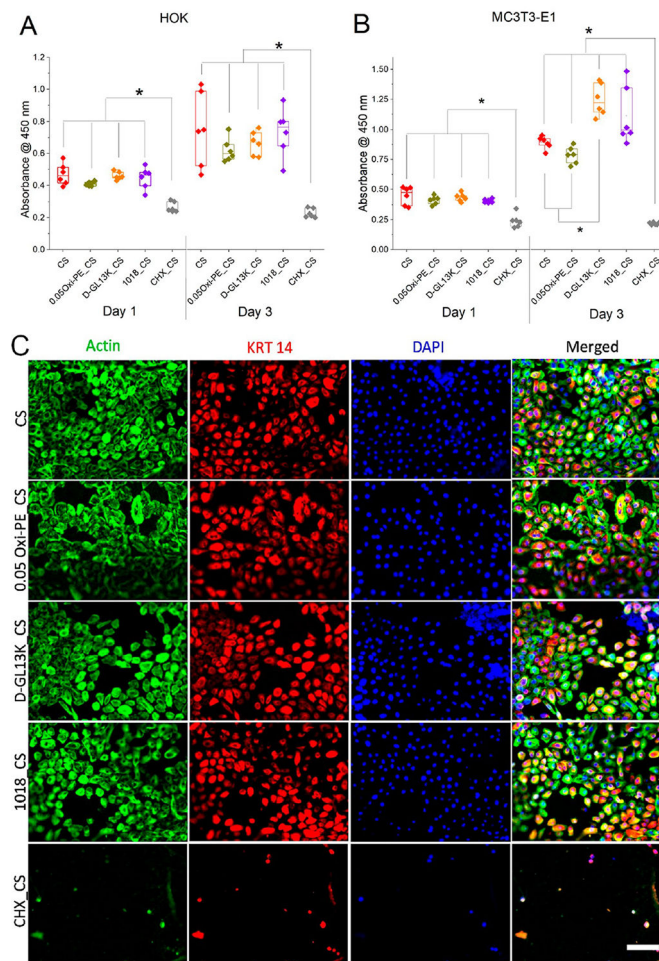 A
HOK
Absorbance @ 450 nm
1.2
1.0
0.8
0.6
0.4
0.2
0.0
*
*
CS
0.05Oxi-PE_CS
D-GL13K_CS
1018_CS
CHX_CS
CS
0.05Oxi-PE_CS
D-GL13K_CS
1018_CS
CHX_CS
Day 1
Day 3
B
MC3T3-E1
Absorbance @ 450 nm
1.50
1.25
1.00
0.75
0.50
0.25
0.00
*
*
*
CS
0.05Oxi-PE_CS
D-GL13K_CS
1018_CS
CHX_CS
CS
0.05Oxi-PE_CS
D-GL13K_CS
1018_CS
CHX_CS
Day 1
Day 3
C
Actin
KRT 14
DAPI
Merged
CS
0.05 Oxi-PE_CS
D-GL13K_CS
1018_CS
CHX_CS